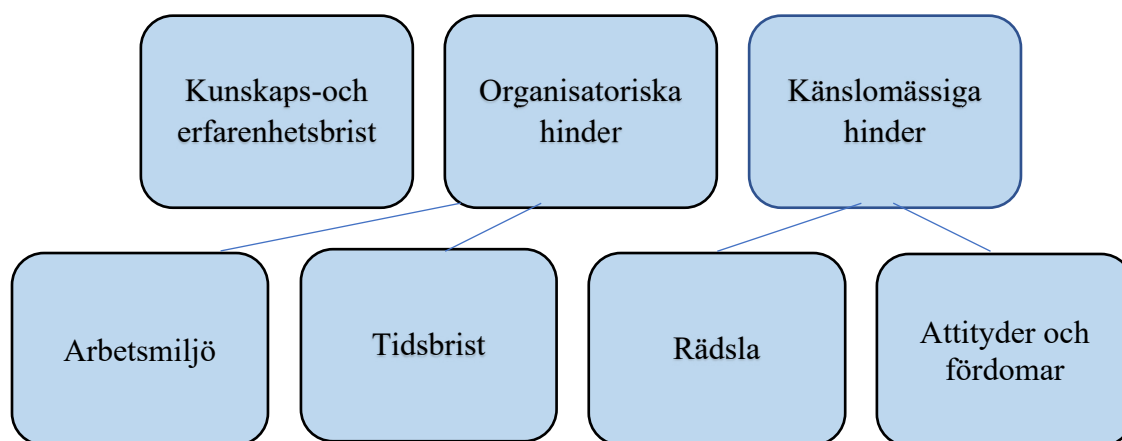 Kunskaps-och
erfarenhetsbrist
Organisatoriska
hinder
Känslomässiga
hinder
Arbetsmiljö
Tidsbrist
Rädsla
Attityder och
fördomar